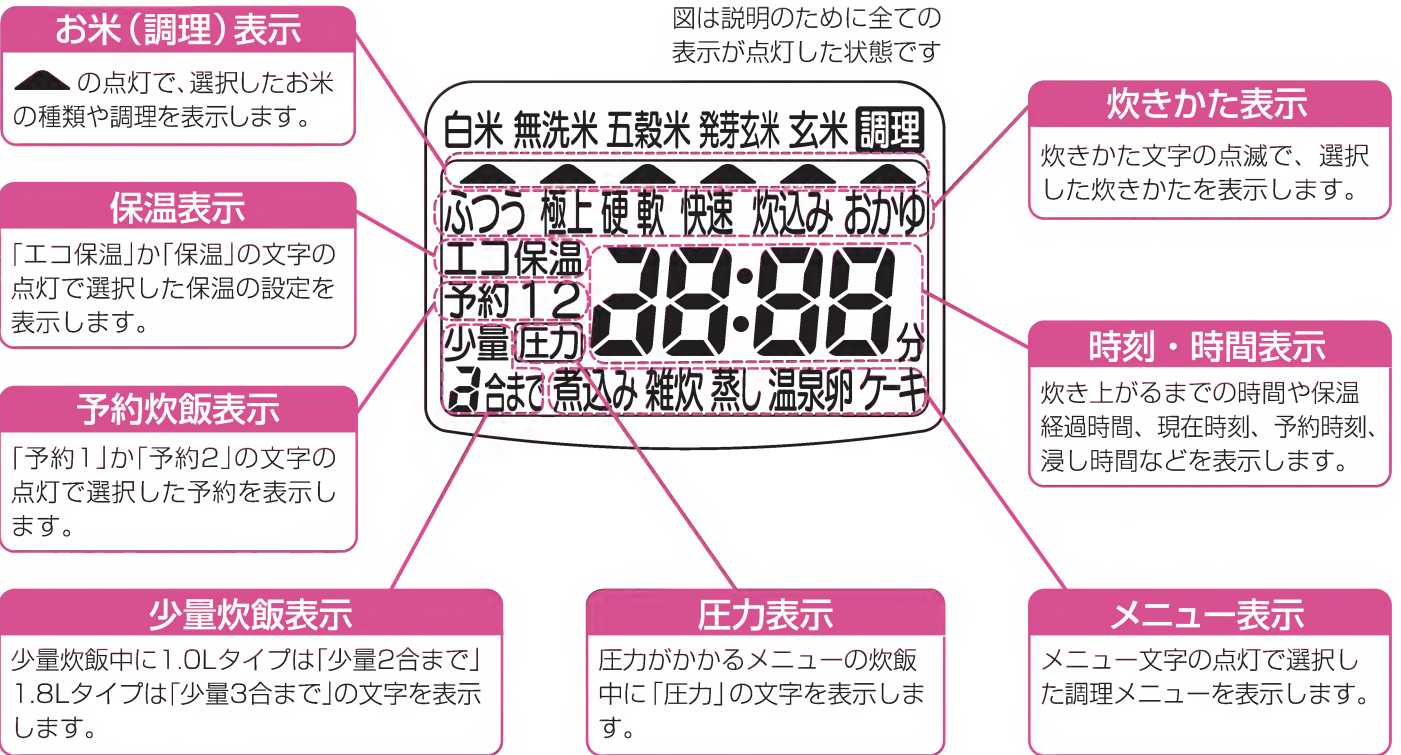 図は説明のために全ての
表示が点灯した状態です
お米(調理)表示
の点灯で、選択したお米
の種類や調理を表示します。
保温表示
「エコ保温」か「保温」の文字の
点灯で選択した保温の設定を
表示します。
予約炊飯表示
「予約1」か「予約2」の文字の
点灯で選択した予約を表示し
ます。
白米 無洗米 五穀米 発芽玄米 玄米 調理
ふつう 極上 硬 軟 快速 炊込み おかゆ
エコ保温
予約12
38:88
少量 圧力
分
3合まで 煮込み 雑炊 蒸し 温泉卵 ケーキ
炊きかた表示
炊きかた文字の点滅で、選択
した炊きかたを表示します。
時刻・時間表示
炊き上がるまでの時間や保温
経過時間、現在時刻、予約時刻、
浸し時間などを表示します。
少量炊飯表示
少量炊飯中に1.0Lタイプは「少量2合まで」
1.8Lタイプは「少量3合まで」の文字を表示
します。
圧力表示
圧力がかかるメニューの炊飯
中に「圧力」の文字を表示しま
す。
メニュー表示
メニュー文字の点灯で選択し
た調理メニューを表示します。